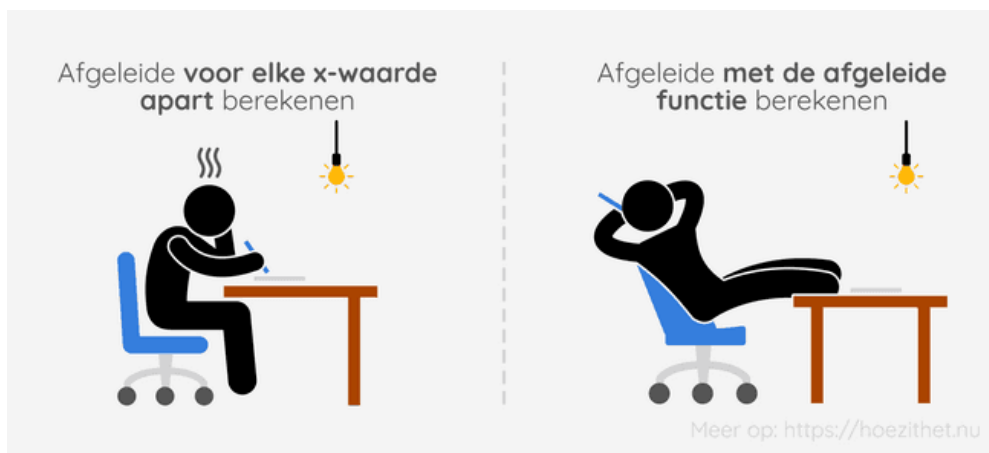 Afgeleide voor elke x-waarde
apart berekenen
Afgeleide met de afgeleide
functie berekenen
Meer op: https://hoezithet.nu